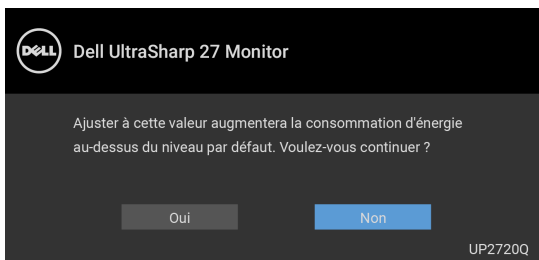 DELL
Dell UltraSharp 27 Monitor
Ajuster à cette valeur augmentera la consommation d'énergie
au-dessus du niveau par défaut. Voulez-vous continuer ?
Oui
Non
UP2720Q